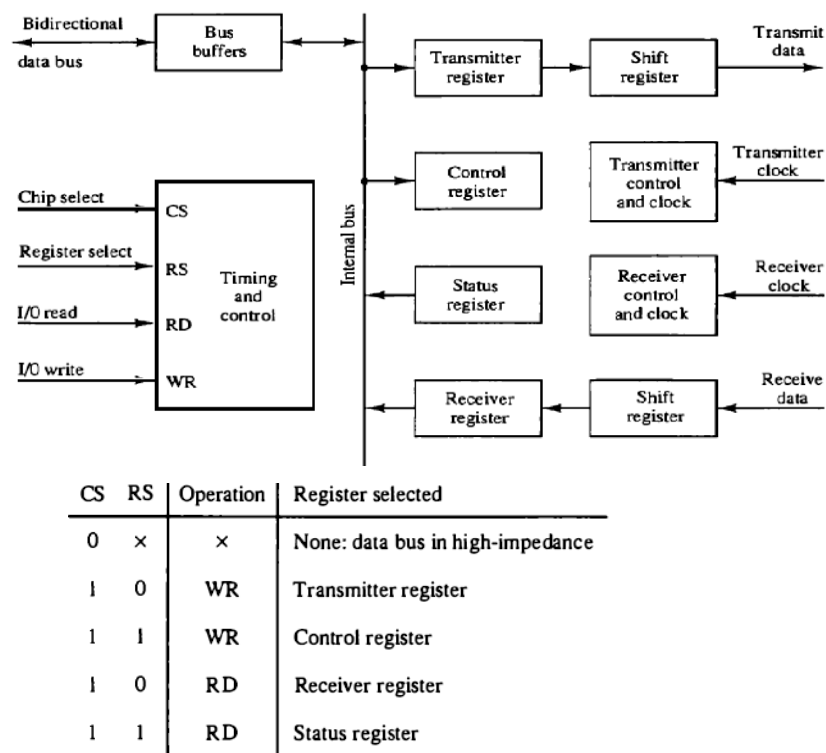 Bidirectional
data bus
Bus
buffers
Transmitter
register
Shift
register
Transmit
data
Internal bus
Control
register
Transmitter
control
and clock
Transmitter
clock
Chip select
CS
Register select
RS
Timing
and
control
I/O read
RD
I/O write
WR
Status
register
Receiver
control
and clock
Receiver
clock
Receiver
register
Shift
register
Receive
data
CS RS Operation Register selected
0 × × None: data bus in high-impedance
1 0 WR Transmitter register
1 1 WR Control register
1 0 RD Receiver register
1 1 RD Status register